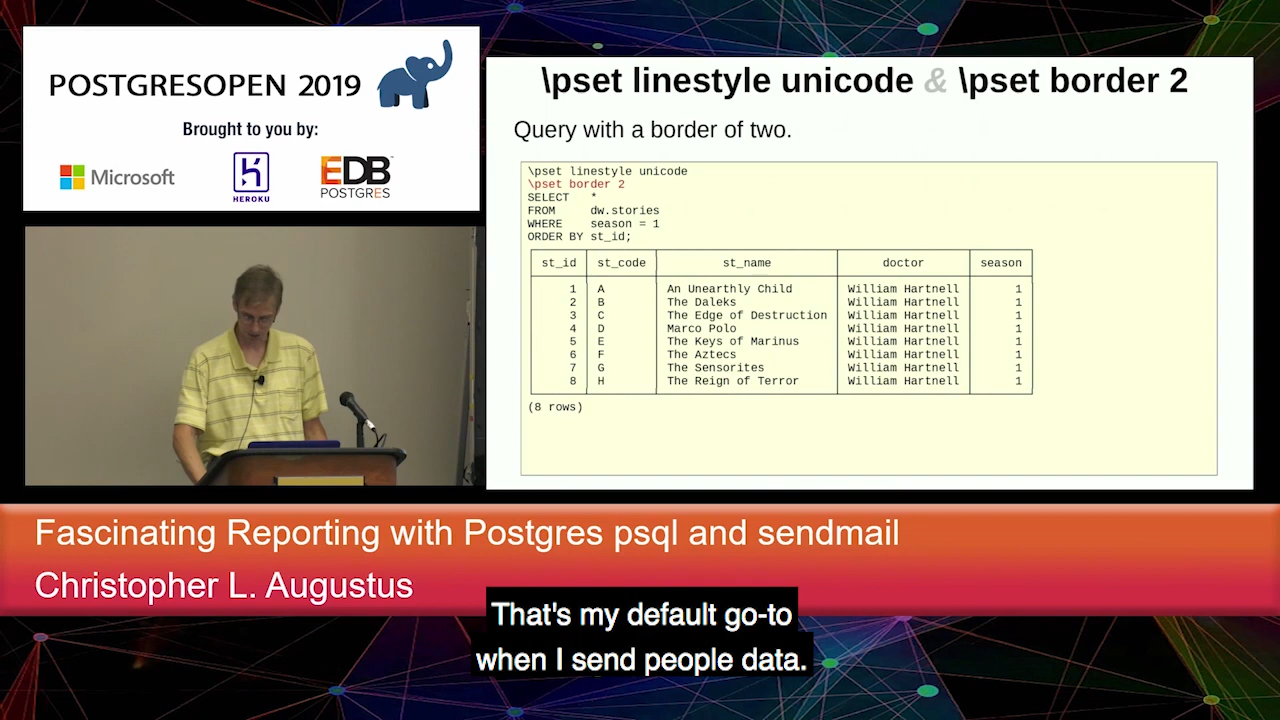 POSTGRESOPEN 2019
Brought to you by:
Microsoft
HEROKU
EDB
POSTGRES
\pset linestyle unicode & \pset border 2
Query with a border of two.
\pset linestyle unicode
\pset border 2
SELECT *
FROM dw.stories
WHERE season = 1
ORDER BY st_id;
st_id st_code st_name doctor season
1 A An Unearthly Child William Hartnell 1
2 B The Daleks William Hartnell 1
3 C The Edge of Destruction William Hartnell 1
4 D Marco Polo William Hartnell 1
5 E The Keys of Marinus William Hartnell 1
6 F The Aztecs William Hartnell 1
7 G The Sensorites William Hartnell 1
8 H The Reign of Terror William Hartnell 1
(8 rows)
Fascinating Reporting with Postgres psql and sendmail
Christopher L. Augustus
That's my default go-to
when I send people data.